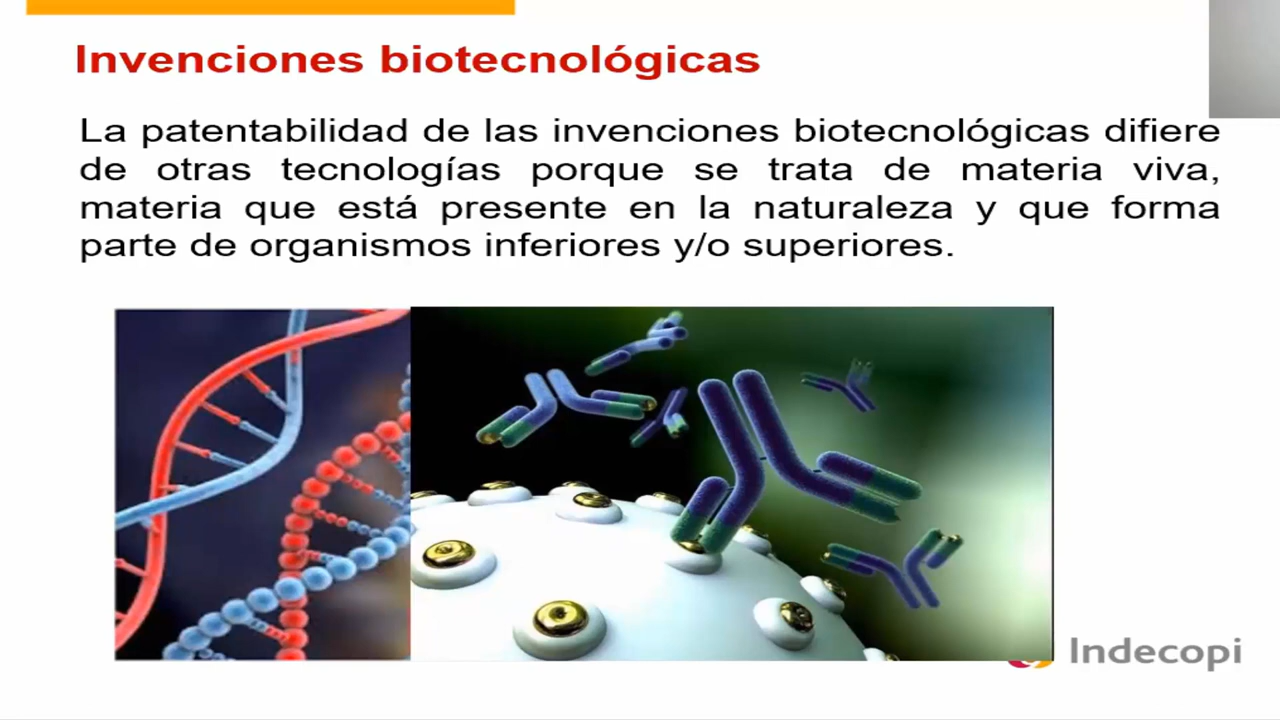 Invenciones biotecnológicas
La patentabilidad de las invenciones biotecnológicas difiere
de otras tecnologías porque se trata de materia viva,
materia que está presente en la naturaleza y que forma
parte de organismos inferiores y/o superiores.
Indecopi